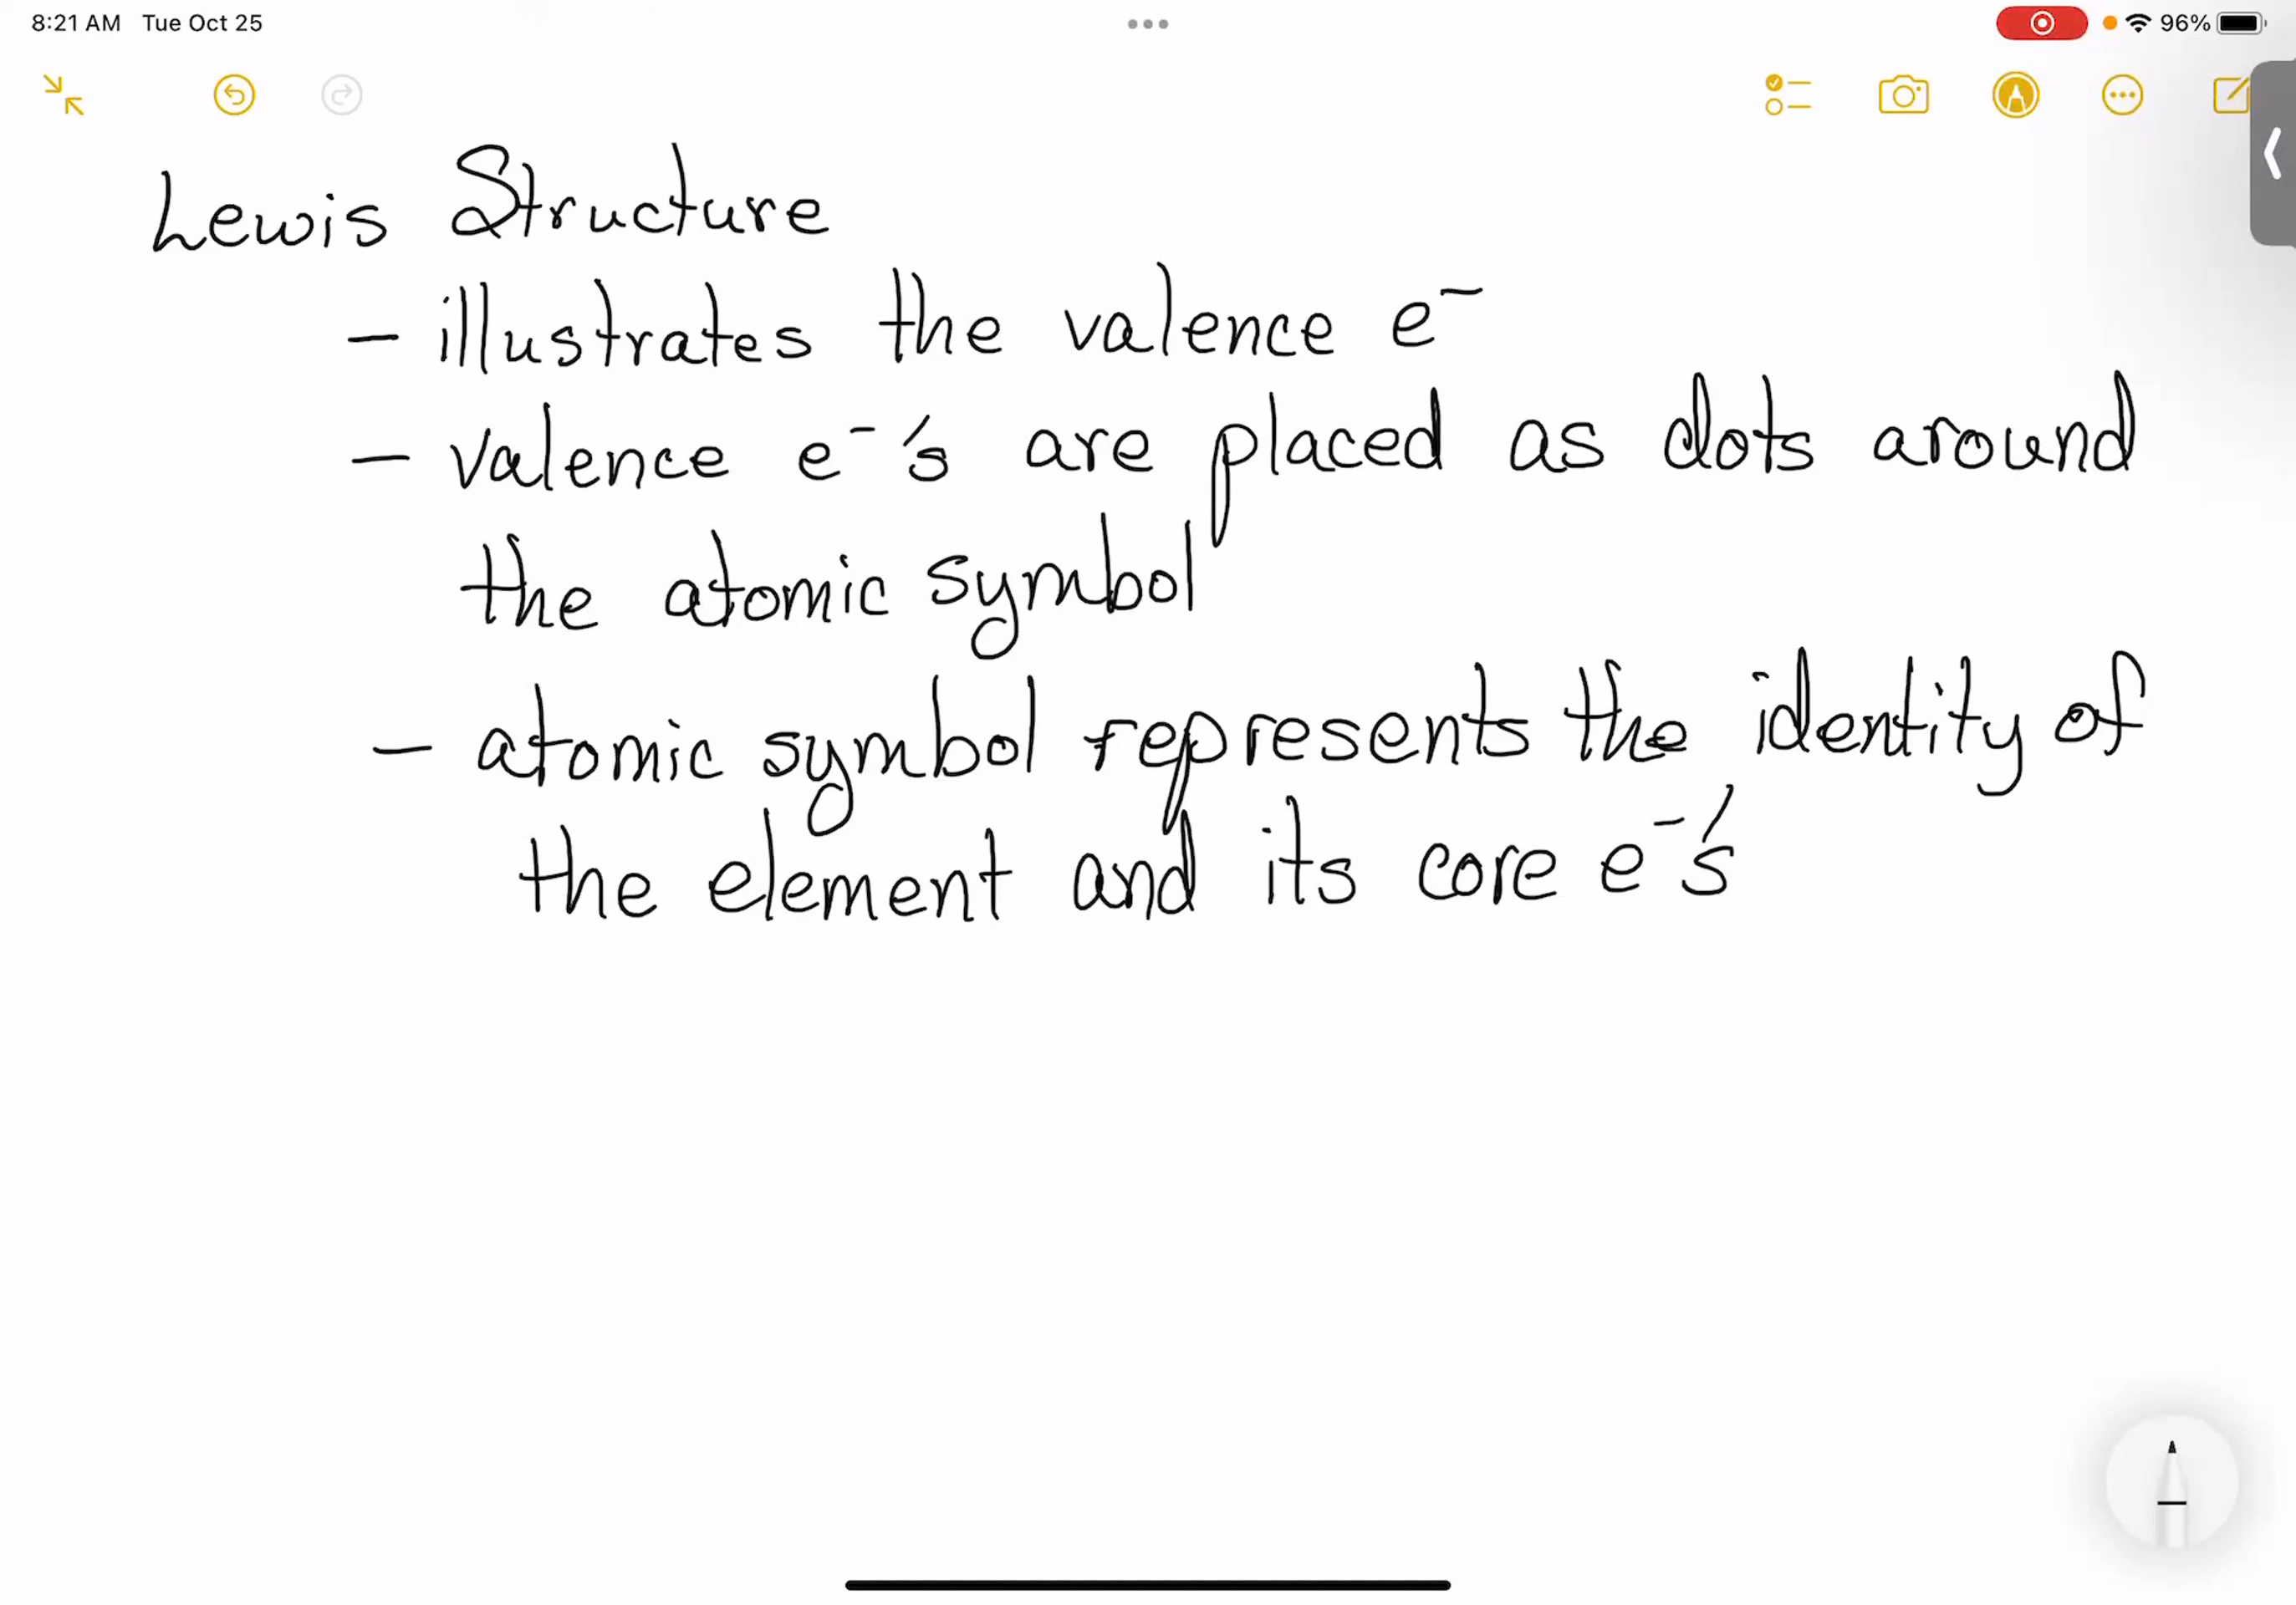 8:21 AM Tue Oct 25 96%
Lewis Structure
- illustrates the valence e⁻
- valence e⁻'s are placed as dots around
the atomic symbol
- atomic symbol represents the identity of
the element and its core e⁻'s